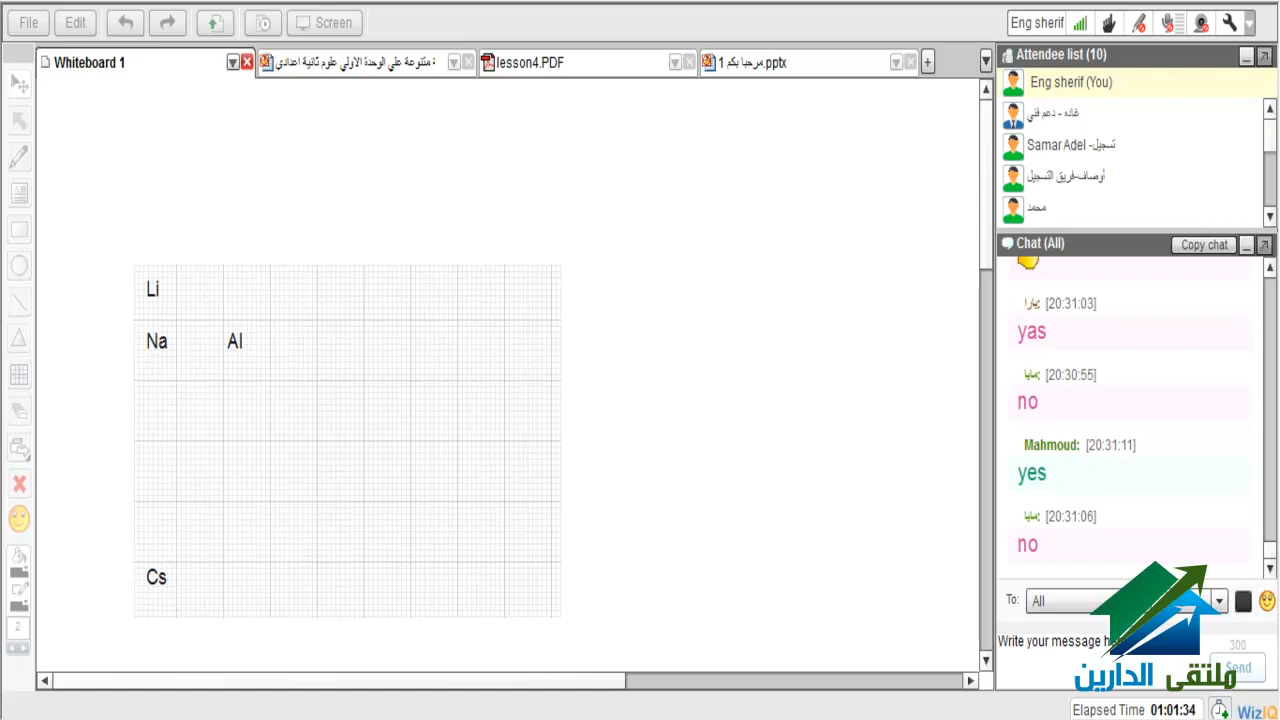 File
Edit
Screen
Eng sherif
Whiteboard 1
ة متنوعة علي الوحدة الاولي علوم ثانية اعدادى
lesson4.PDF
مرحبا بكم 1.pptx
Attendee list (10)
Eng sherif (You)
غاده - دعم فني
Samar Adel -تسجيل
أوصاف-فريق التسجيل
محمد
Chat (All)
Copy chat
يارا: [20:31:03]
yas
مايا: [20:30:55]
no
Mahmoud: [20:31:11]
yes
مايا: [20:31:06]
no
To:
All
Write your message h
300
Send
Li
Na
Al
Cs
2
ملتقى الدارين
Elapsed Time 01:01:34
WizIQ